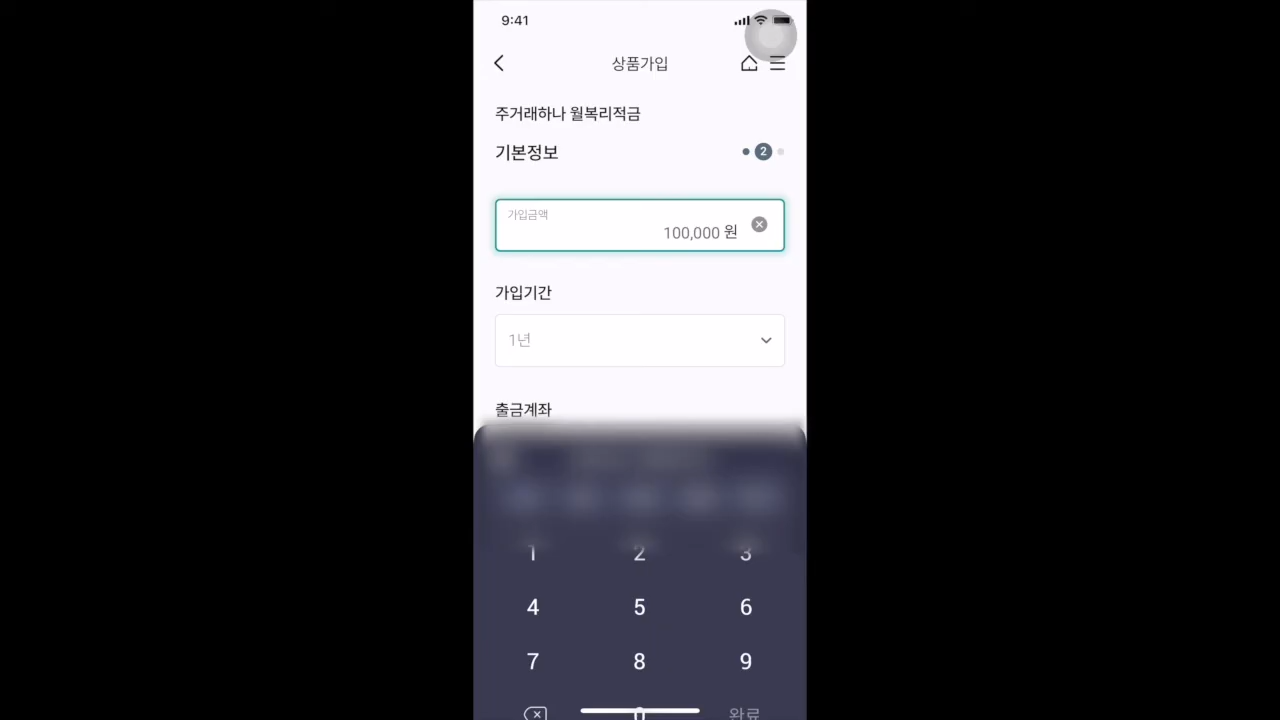 9:41
상품가입
주거래하나 월복리적금
기본정보
2
가입금액
100,000 원
가입기간
1년
출금계좌
1 2 3
4 5 6
7 8 9
0 완료